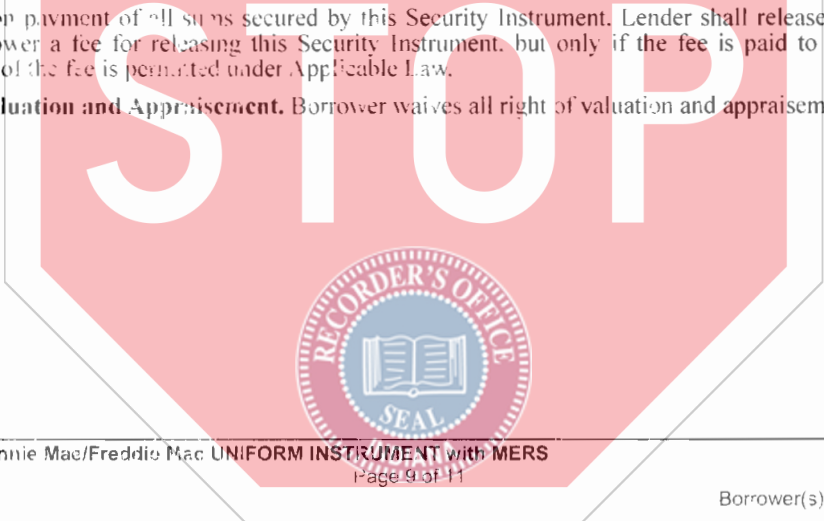 on payment of all sums secured by this Security Instrument. Lender shall release
ower a fee for releasing this Security Instrument. but only if the fee is paid to
of the fee is permitted under Applicable Law.
luation and Appraisement. Borrower waives all right of valuation and appraisem
STOP
RECORDER'S OFFICE
SEAL
INDIANA
nnie Mae/Freddie Mac UNIFORM INSTRUMENT with MERS
Page 9 of 11
Borrower(s)